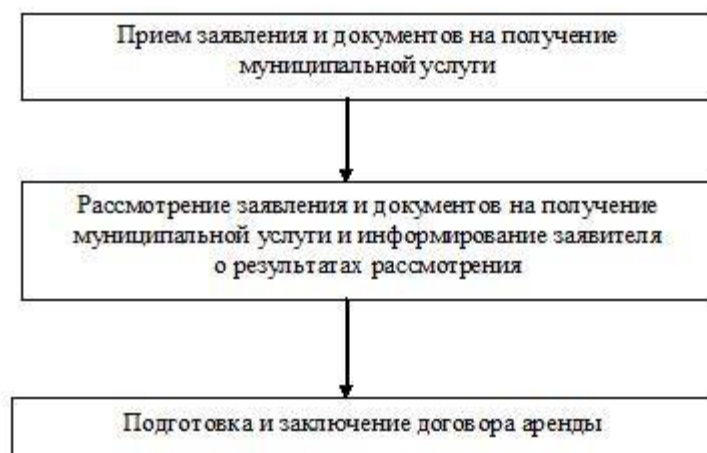 Прием заявления и документов на получение
муниципальной услуги
Рассмотрение заявления и документов на получение
муниципальной услуги и информирование заявителя
о результатах рассмотрения
Подготовка и заключение договора аренды